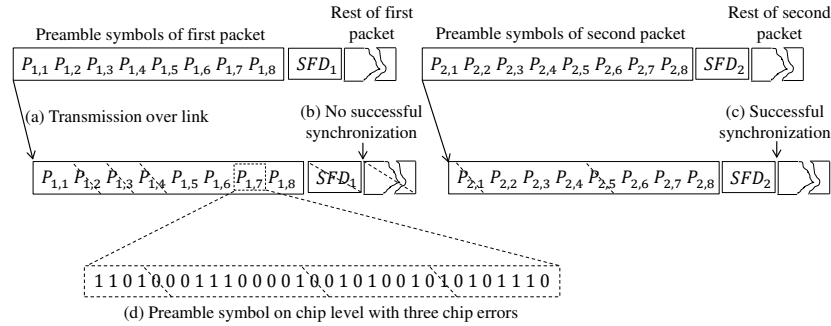 Rest of first packet
Preamble symbols of first packet
Rest of second packet
Preamble symbols of second packet
P1,1 P1,2 P1,3 P1,4 P1,5 P1,6 P1,7 P1,8 SFD1
P2,1 P2,2 P2,3 P2,4 P2,5 P2,6 P2,7 P2,8 SFD2
(a) Transmission over link
(b) No successful
synchronization
(c) Successful
synchronization
P1,1 P1,2 P1,3 P1,4 P1,5 P1,6 P1,7 P1,8 SFD1
P2,1 P2,2 P2,3 P2,4 P2,5 P2,6 P2,7 P2,8 SFD2
1 1 0 1 0 0 0 1 1 1 0 0 0 0 1 0 0 1 0 1 0 0 1 0 1 0 1 0 1 1 1 0
(d) Preamble symbol on chip level with three chip errors